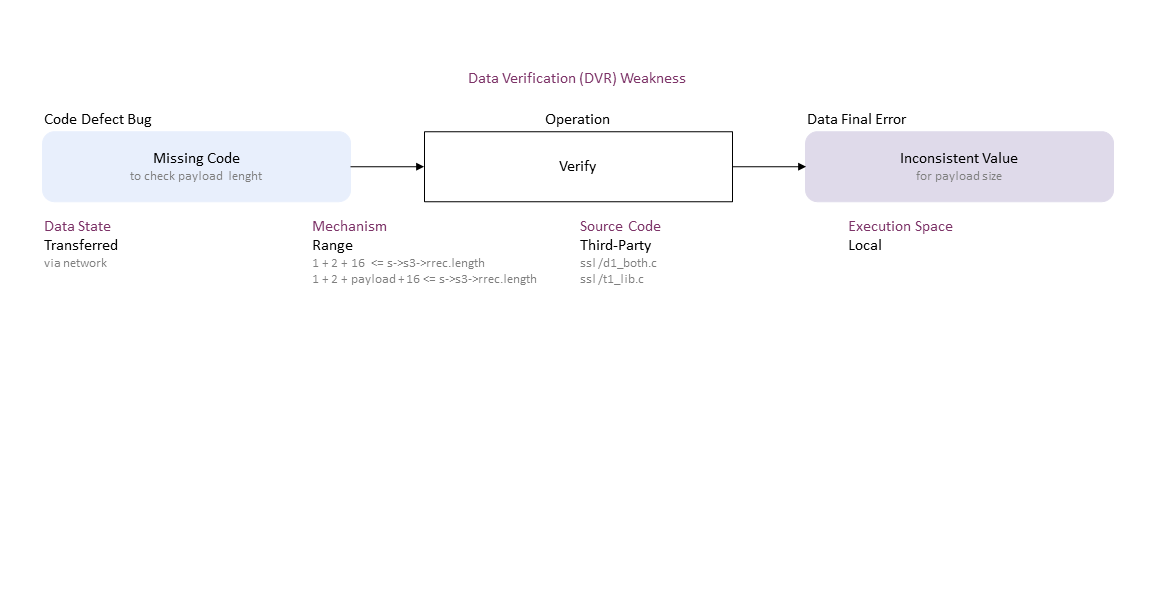 Data Verification (DVR) Weakness
Code Defect Bug
Operation
Data Final Error
Missing Code
to check payload lenght
Verify
Inconsistent Value
for payload size
Data State
Transferred
via network
Mechanism
Range
1 + 2 + 16 <= s->s3->rrec.length
1 + 2 + payload + 16 <= s->s3->rrec.length
Source Code
Third-Party
ssl/d1_both.c
ssl/t1_lib.c
Execution Space
Local